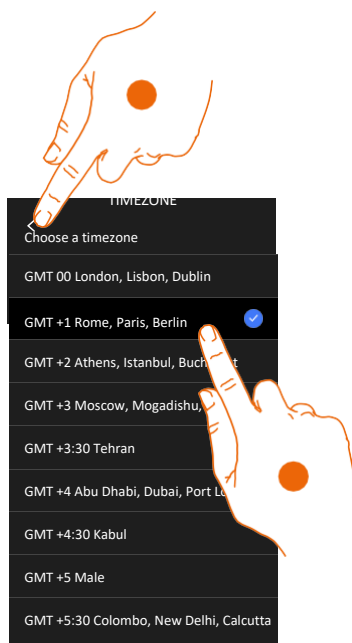 TIMEZONE
Choose a timezone
GMT 00 London, Lisbon, Dublin
GMT +1 Rome, Paris, Berlin
GMT +2 Athens, Istanbul,
GMT +3 Moscow, Mogadishu,
GMT +3:30 Tehran
GMT +4 Abu Dhabi, Dubai, Port
GMT +4:30 Kabul
GMT +5 Male
GMT +5:30 Colombo, New Delhi, Calcutta